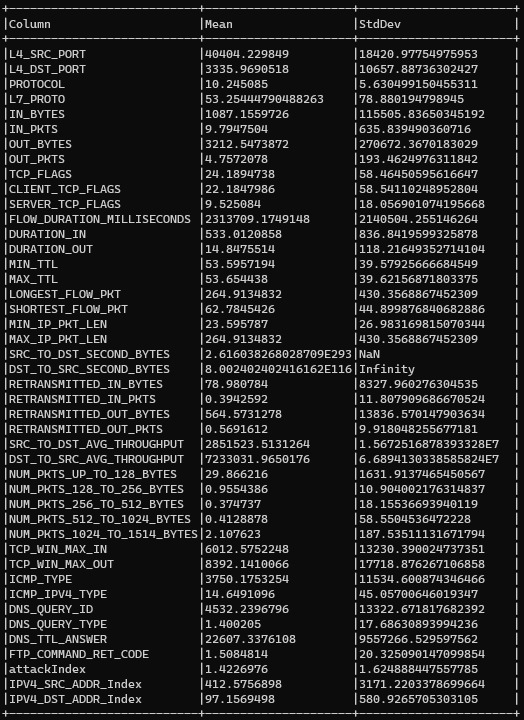 |Column |Mean |StdDev |
|L4_SRC_PORT |40404.229849 |18420.97754975953 |
|L4_DST_PORT |3335.9690518 |10657.88736302427 |
|PROTOCOL |10.245085 |5.630499150455311 |
|L7_PROTO |53.25444790488263 |78.880194798945 |
|IN_BYTES |1087.1559726 |115505.83650345192 |
|IN_PKTS |9.7947504 |635.839490360716 |
|OUT_BYTES |3212.5473872 |270672.3670183029 |
|OUT_PKTS |4.7572078 |193.4624976311842 |
|TCP_FLAGS |24.1894738 |58.46450595616647 |
|CLIENT_TCP_FLAGS |22.1847986 |58.54110248952804 |
|SERVER_TCP_FLAGS |9.525084 |18.056901074195668 |
|FLOW_DURATION_MILLISECONDS |2313709.1749148 |2140504.255146264 |
|DURATION_IN |533.0120858 |836.8419599325878 |
|DURATION_OUT |14.8475514 |118.21649352714104 |
|MIN_TTL |53.5957194 |39.57925666684549 |
|MAX_TTL |53.654438 |39.62156871803375 |
|LONGEST_FLOW_PKT |264.9134832 |430.3568867452309 |
|SHORTEST_FLOW_PKT |62.7845426 |44.899876840682886 |
|MIN_IP_PKT_LEN |23.595787 |26.983169815070344 |
|MAX_IP_PKT_LEN |264.9134832 |430.3568867452309 |
|SRC_TO_DST_SECOND_BYTES |2.616038268028709E293|NaN |
|DST_TO_SRC_SECOND_BYTES |8.002402402416162E116|Infinity |
|RETRANSMITTED_IN_BYTES |78.980784 |8327.960276304535 |
|RETRANSMITTED_IN_PKTS |0.3942592 |11.807909686670524 |
|RETRANSMITTED_OUT_BYTES |564.5731278 |13836.570147903634 |
|RETRANSMITTED_OUT_PKTS |0.5691612 |9.918048255677181 |
|SRC_TO_DST_AVG_THROUGHPUT |2851523.5131264 |1.5672516878393328E7 |
|DST_TO_SRC_AVG_THROUGHPUT |7233031.9650176 |6.6894130338585824E7 |
|NUM_PKTS_UP_TO_128_BYTES |29.866216 |1631.9137465450567 |
|NUM_PKTS_128_TO_256_BYTES |0.9554386 |10.904002176314837 |
|NUM_PKTS_256_TO_512_BYTES |0.374737 |18.15536693940119 |
|NUM_PKTS_512_TO_1024_BYTES |0.4128878 |58.5504536472228 |
|NUM_PKTS_1024_TO_1514_BYTES|2.107623 |187.53511131671794 |
|TCP_WIN_MAX_IN |6012.5752248 |13230.390024737351 |
|TCP_WIN_MAX_OUT |8392.1410066 |17718.876267106858 |
|ICMP_TYPE |3750.1753254 |11534.600874346466 |
|ICMP_IPV4_TYPE |14.6491096 |45.05700646019347 |
|DNS_QUERY_ID |4532.2396796 |13322.671817682392 |
|DNS_QUERY_TYPE |1.400205 |17.68630893994236 |
|DNS_TTL_ANSWER |22607.3376108 |9557266.529597562 |
|FTP_COMMAND_RET_CODE |1.5084814 |20.325090147099854 |
|attackIndex |1.4226976 |1.624888447557785 |
|IPV4_SRC_ADDR_Index |412.5756898 |3171.2203378699664 |
|IPV4_DST_ADDR_Index |97.1569498 |580.9265705303105 |